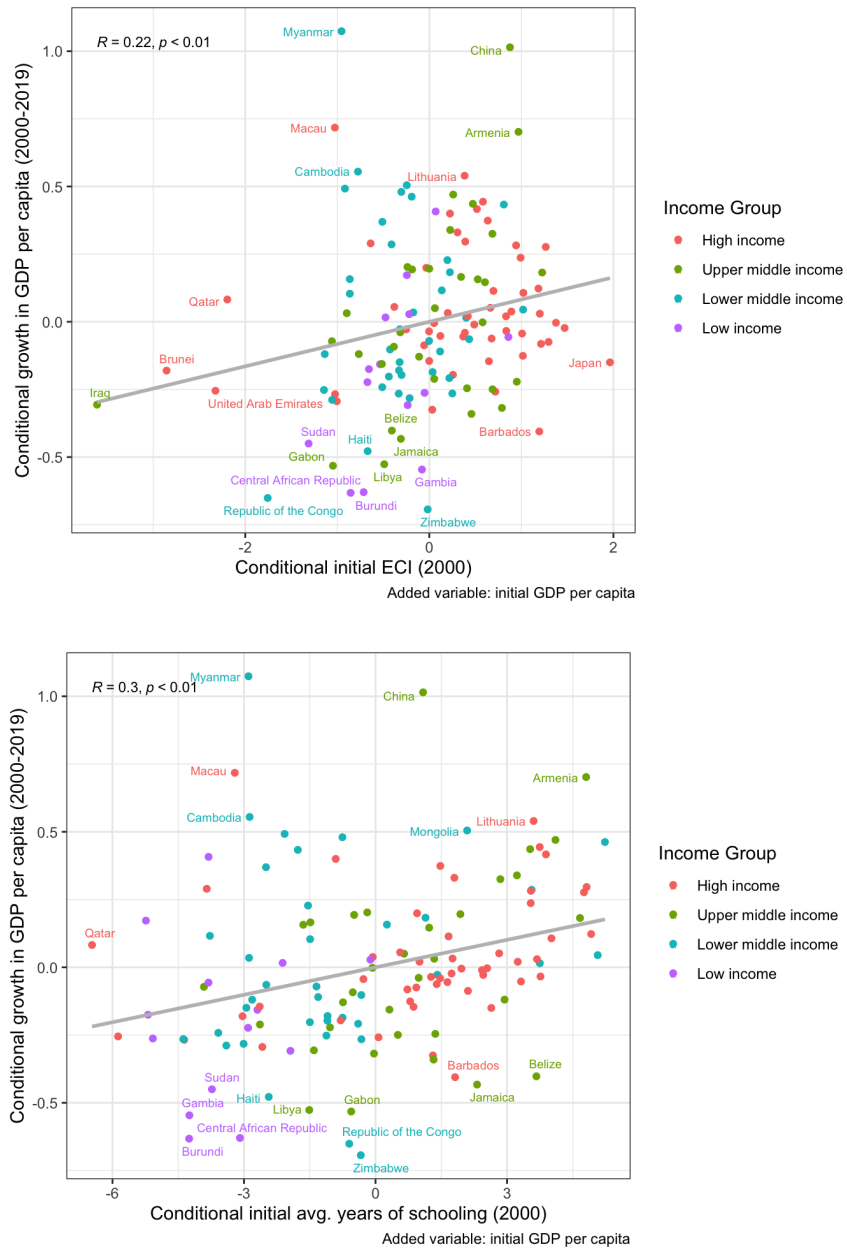 Conditional growth in GDP per capita (2000-2019)
R = 0.22, p < 0.01
Myanmar
China
Macau
Armenia
Cambodia
Lithuania
Qatar
Brunei
Japan
Iraq
United Arab Emirates
Belize
Sudan
Haiti
Barbados
Gabon
Jamaica
Libya
Central African Republic
Gambia
Burundi
Republic of the Congo
Zimbabwe
1.0
0.5
0.0
-0.5
-2
0
2
Conditional initial ECI (2000)
Added variable: initial GDP per capita
Income Group
High income
Upper middle income
Lower middle income
Low income
Conditional growth in GDP per capita (2000-2019)
R = 0.3, p < 0.01
Myanmar
China
Macau
Armenia
Cambodia
Mongolia
Lithuania
Qatar
Barbados
Belize
Sudan
Haiti
Jamaica
Gambia
Libya
Gabon
Central African Republic
Republic of the Congo
Burundi
Zimbabwe
1.0
0.5
0.0
-0.5
-6
-3
0
3
Conditional initial avg. years of schooling (2000)
Added variable: initial GDP per capita
Income Group
High income
Upper middle income
Lower middle income
Low income